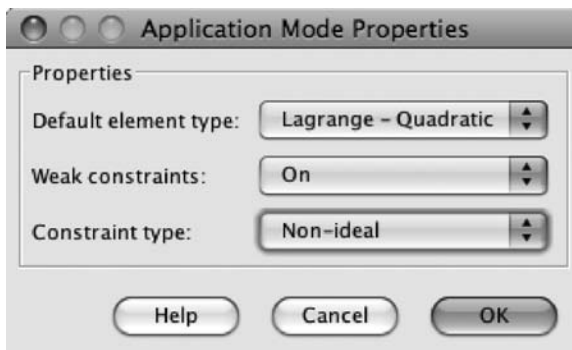 Application Mode Properties
Properties
Default element type: Lagrange - Quadratic
Weak constraints: On
Constraint type: Non-ideal
Help Cancel OK